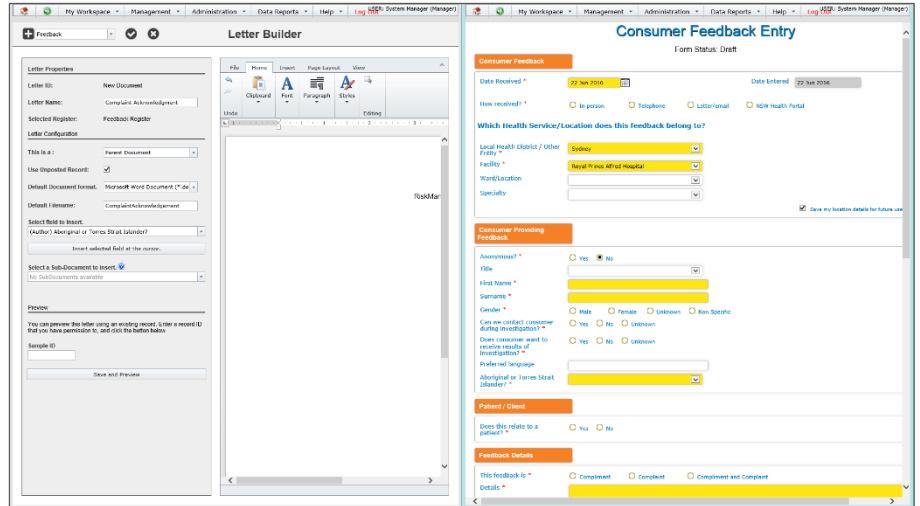 My Workspace
Management
Administration
Data Reports
Help
Log Out
USER: System Manager (Manager)
Feedback
Letter Builder
Letter Properties
Letter ID:
New Document
Letter Name:
Complaint Acknowledgment
Selected Register:
Feedback Register
Letter Configuration
This is a :
Parent Document
Use Unposted Record:
Default Document format.
Microsoft Word Document (*.do
Default Filename:
ComplaintAcknowledgement
Select field to insert.
(Author) Aboriginal or Torres Strait Islander?
Insert selected field at the cursor.
Select a Sub-Document to insert.
No SubDocuments available
Preview
You can preview this letter using an existing record. Enter a record ID
that you have permission to, and click the button below
Sample ID
Save and Preview
File
Home
Insert
Page Layout
View
Clipboard
Font
Paragraph
Styles
Undo
Editing
RiskMar
My Workspace
Management
Administration
Data Reports
Help
Log Out
USER: System Manager (Manager)
Consumer Feedback Entry
Form Status: Draft
Consumer Feedback
Date Received *
22 Jun 2016
Date Entered
22 Jun 2016
How received? *
In person
Telephone
Letter/email
NSW Health Portal
Which Health Service/Location does this feedback belong to?
Local Health District / Other
Entity *
Sydney
Facility *
Royal Prince Alfred Hospital
Ward/Location
Specialty
Save my location details for future use
Consumer Providing
Feedback
Anonymous? *
Yes
No
Title
First Name *
Surname *
Gender *
Male
Female
Unknown
Non Specific
Can we contact consumer
during investigation? *
Yes
No
Unknown
Does consumer want to
receive results of
investigation? *
Yes
No
Unknown
Preferred language
Aboriginal or Torres Strait
Islander? *
Patient / Client
Does this relate to a
patient? *
Yes
No
Feedback Details
This feedback is *
Compliment
Complaint
Compliment and Complaint
Details *